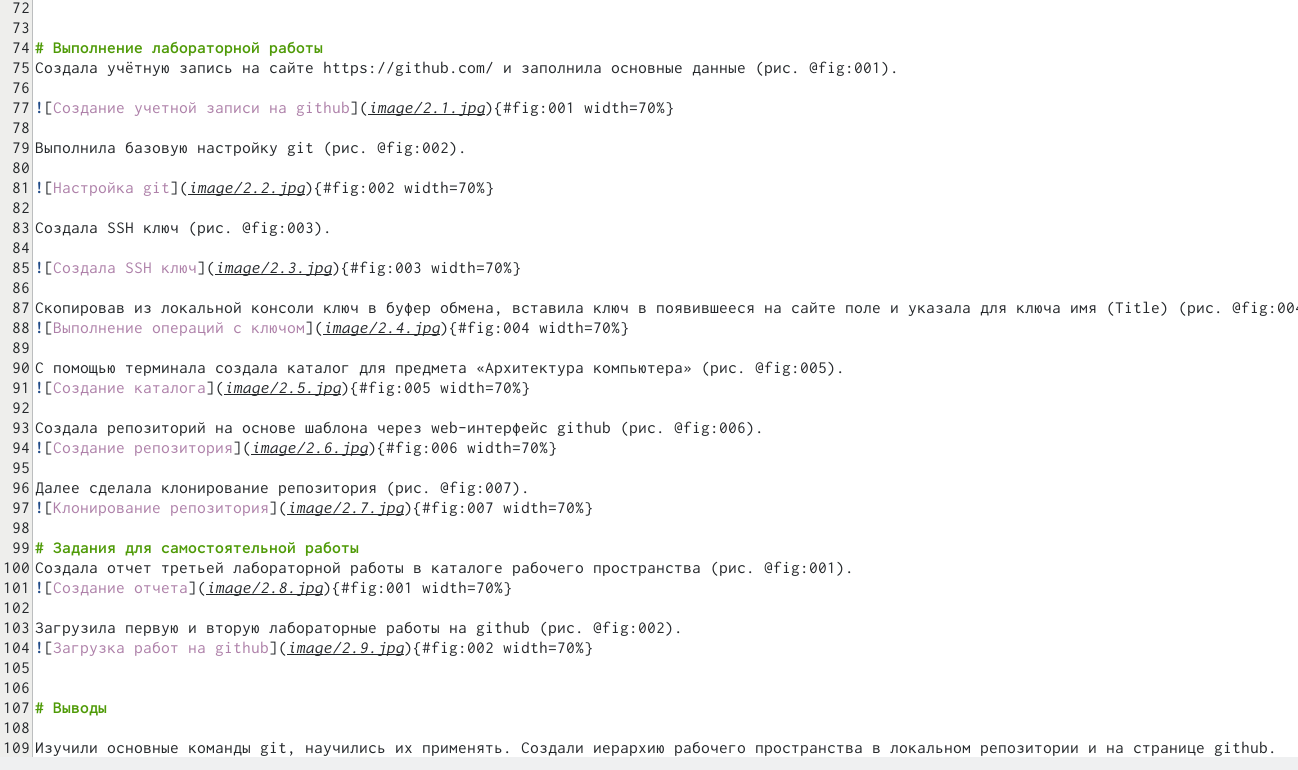 72
73
74 # Выполнение лабораторной работы
75 Создала учётную запись на сайте https://github.com/ и заполнила основные данные (рис. @fig:001).
76
77 ![Создание учетной записи на github](image/2.1.jpg){#fig:001 width=70%}
78
79 Выполнила базовую настройку git (рис. @fig:002).
80
81 ![Настройка git](image/2.2.jpg){#fig:002 width=70%}
82
83 Создала SSH ключ (рис. @fig:003).
84
85 ![Создала SSH ключ](image/2.3.jpg){#fig:003 width=70%}
86
87 Скопировав из локальной консоли ключ в буфер обмена, вставила ключ в появившееся на сайте поле и указала для ключа имя (Title) (рис. @fig:004
88 ![Выполнение операций с ключом](image/2.4.jpg){#fig:004 width=70%}
89
90 С помощью терминала создала каталог для предмета «Архитектура компьютера» (рис. @fig:005).
91 ![Создание каталога](image/2.5.jpg){#fig:005 width=70%}
92
93 Создала репозиторий на основе шаблона через web-интерфейс github (рис. @fig:006).
94 ![Создание репозитория](image/2.6.jpg){#fig:006 width=70%}
95
96 Далее сделала клонирование репозитория (рис. @fig:007).
97 ![Клонирование репозитория](image/2.7.jpg){#fig:007 width=70%}
98
99 # Задания для самостоятельной работы
100 Создала отчет третьей лабораторной работы в каталоге рабочего пространства (рис. @fig:001).
101 ![Создание отчета](image/2.8.jpg){#fig:001 width=70%}
102
103 Загрузила первую и вторую лабораторные работы на github (рис. @fig:002).
104 ![Загрузка работ на github](image/2.9.jpg){#fig:002 width=70%}
105
106
107 # Выводы
108
109 Изучили основные команды git, научились их применять. Создали иерархию рабочего пространства в локальном репозитории и на странице github.